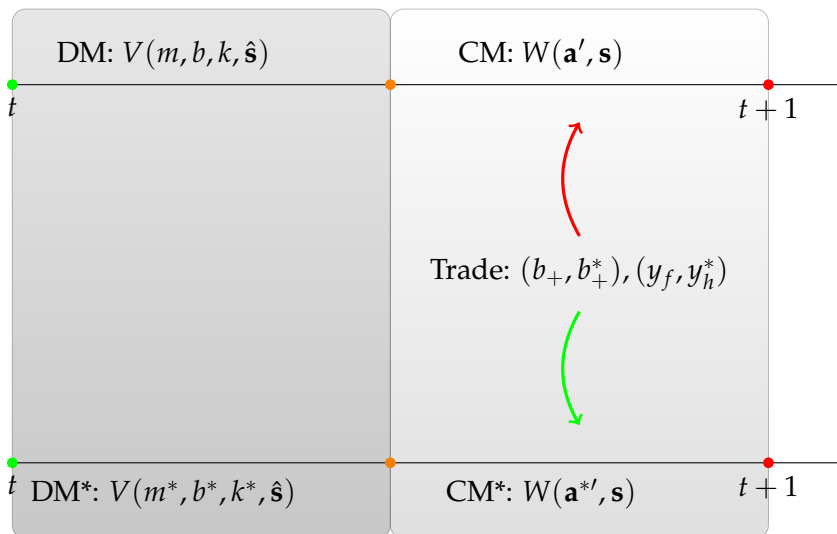 DM: V(m, b, k, ŝ) CM: W(a′, s)
t t + 1
Trade: (b₊, b₊*), (y_f, y_h*)
t DM*: V(m*, b*, k*, ŝ) CM*: W(a*′, s) t + 1